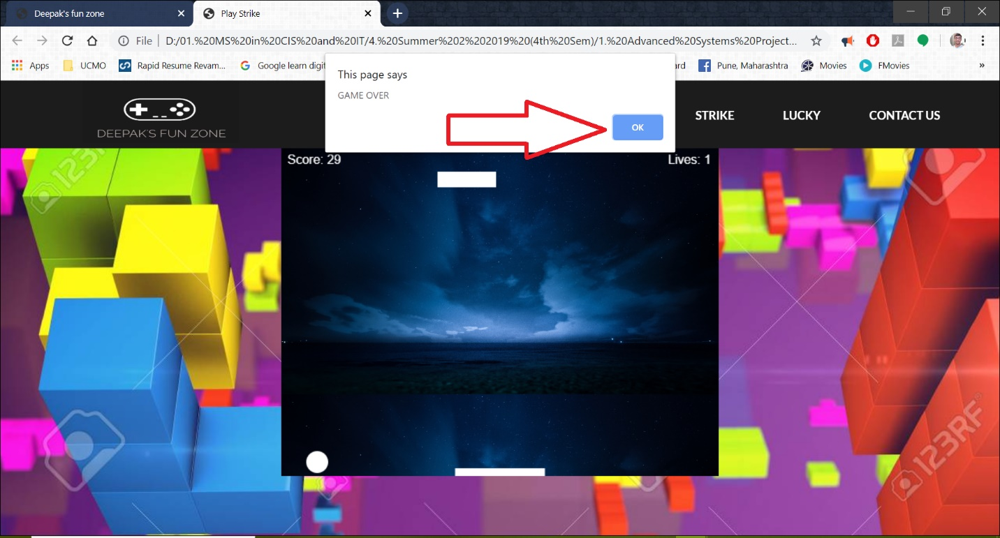 Deepak's fun zone
Play Strike
File
D:/01.%20MS%20in%20CIS%20and%20IT/4.%20Summer%202%202019%20(4th%20Sem)/1.%20Advanced%20Systems%20Project...
Apps
UCMO
Rapid Resume Revam...
Google learn digit
ard
Pune, Maharashtra
Movies
FMovies
»
This page says
GAME OVER
OK
DEEPAK'S FUN ZONE
STRIKE
LUCKY
CONTACT US
Score: 29
Lives: 1
123RF
123RF
123RF®